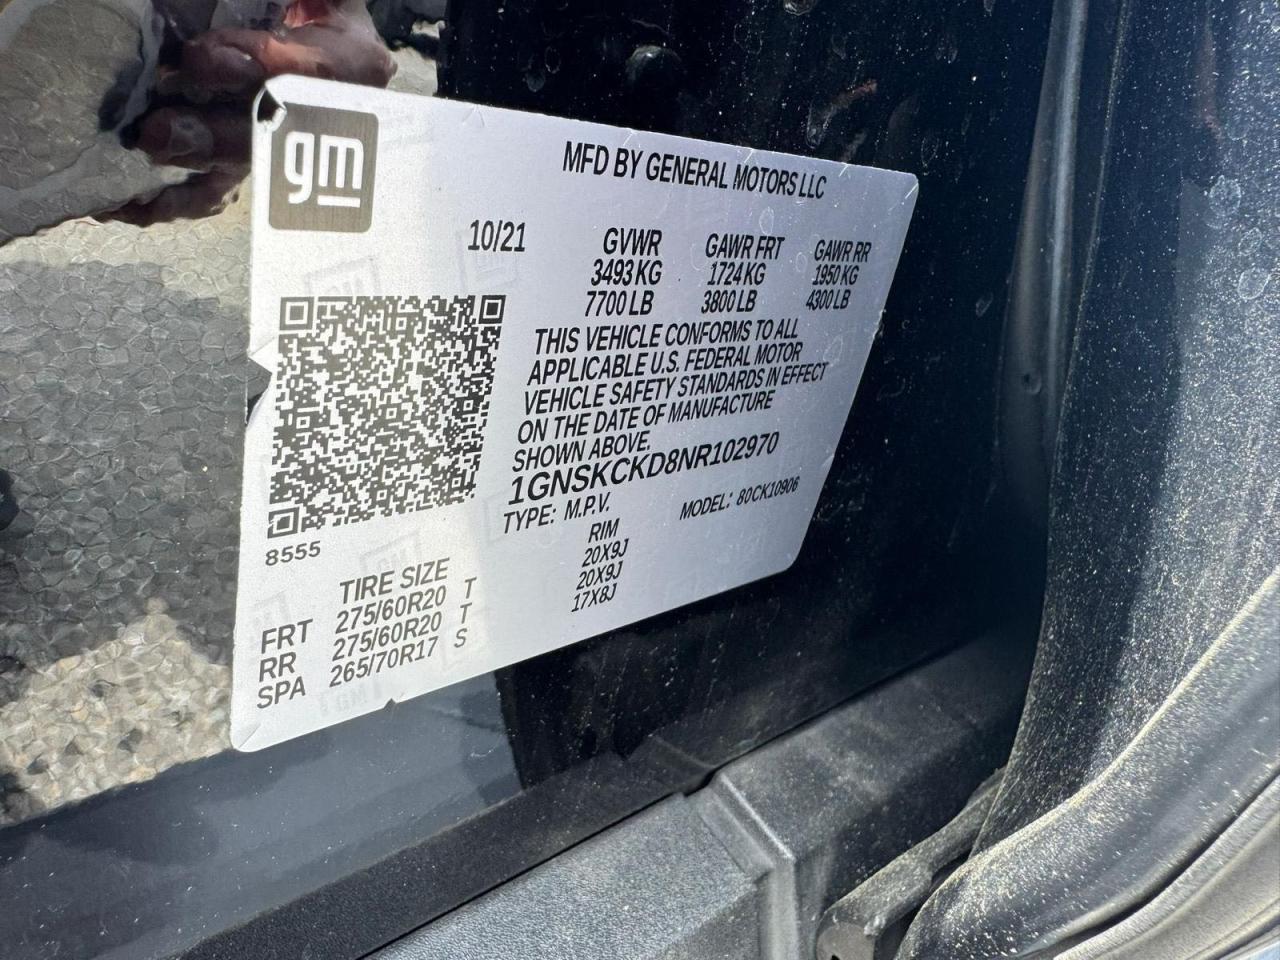 gm
MFD BY GENERAL MOTORS LLC
10/21 GVWR GAWR FRT GAWR RR
3493 KG 1724 KG 1950 KG
7700 LB 3800 LB 4300 LB
THIS VEHICLE CONFORMS TO ALL
APPLICABLE U.S. FEDERAL MOTOR
VEHICLE SAFETY STANDARDS IN EFFECT
ON THE DATE OF MANUFACTURE
SHOWN ABOVE.
1GNSKCKD8NR102970
TYPE: M.P.V. MODEL: 80CK10906
8555
TIRE SIZE RIM
FRT 275/60R20 T 20X9J
RR 275/60R20 T 20X9J
SPA 265/70R17 S 17X8J